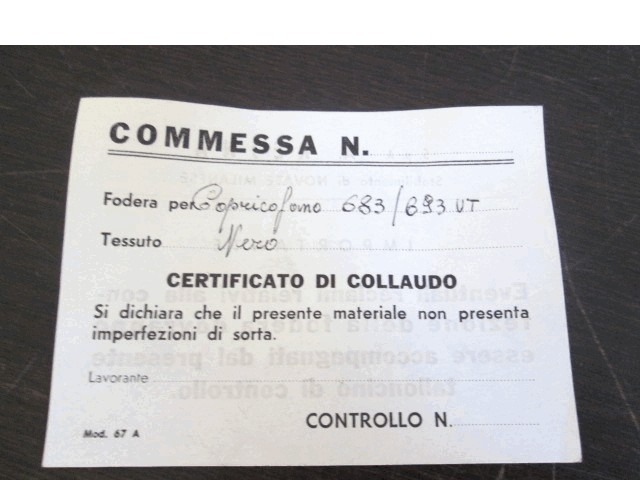 COMMESSA N.
Fodera per Copricofano 683/693 UT
Tessuto Nero
CERTIFICATO DI COLLAUDO
Si dichiara che il presente materiale non presenta
imperfezioni di sorta.
Lavorante
CONTROLLO N.
Mod. 67 A